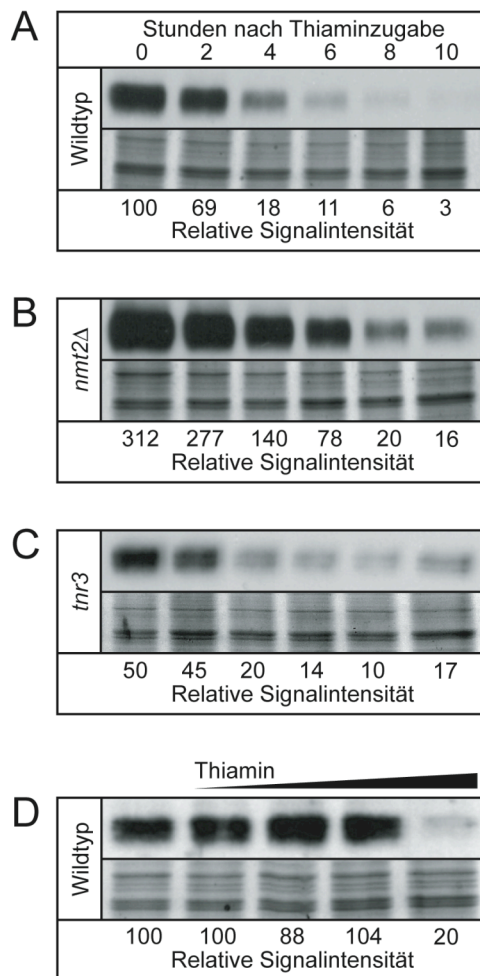 A
Stunden nach Thiaminzugabe
0 2 4 6 8 10
Wildtyp
100 69 18 11 6 3
Relative Signalintensität
B
nmt2Δ
312 277 140 78 20 16
Relative Signalintensität
C
tnr3
50 45 20 14 10 17
Relative Signalintensität
Thiamin
D
Wildtyp
100 100 88 104 20
Relative Signalintensität